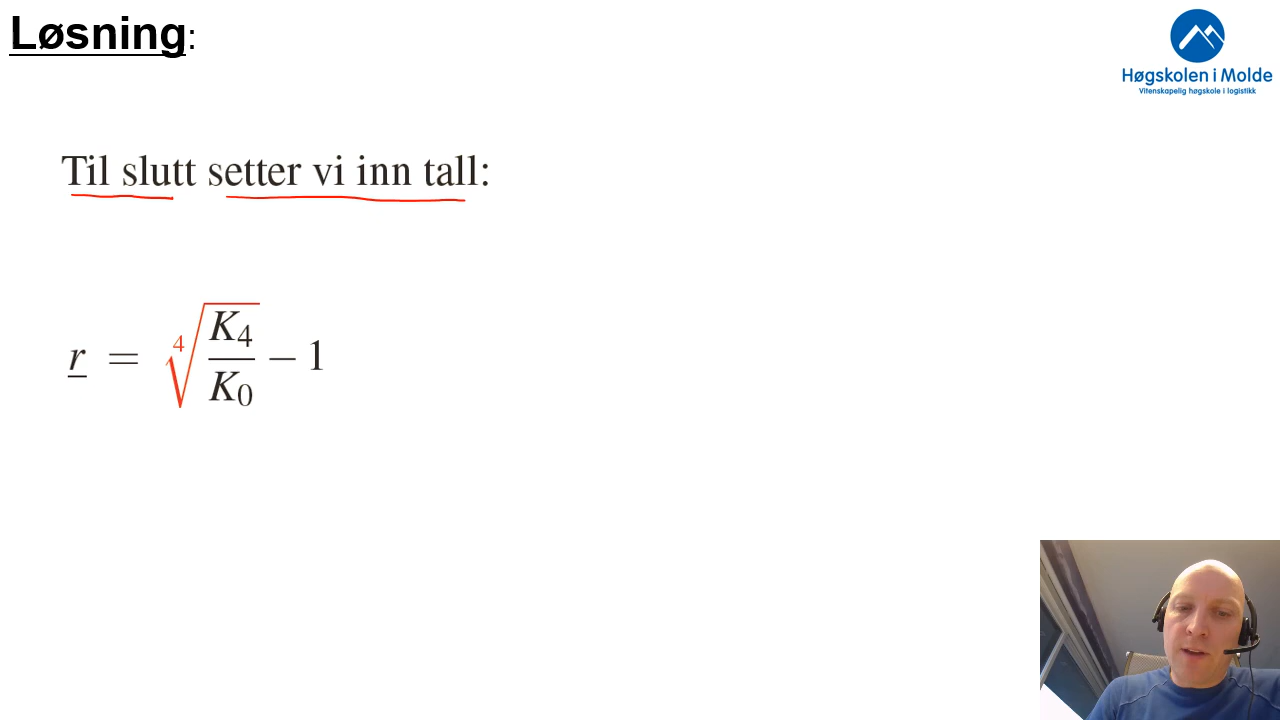 Løsning:
Høgskolen i Molde
Vitenskapelig høgskole i logistikk
Til slutt setter vi inn tall:
r = ⁴√(K₄/K₀) − 1